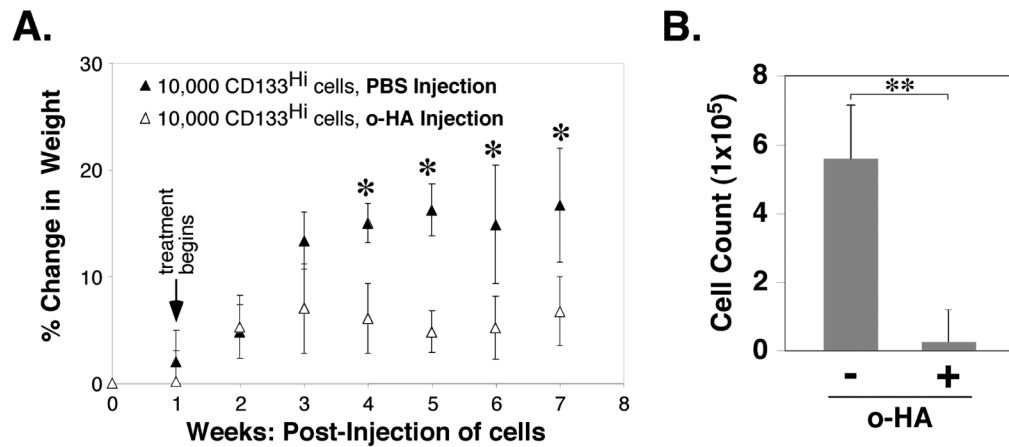 A.
30
20
10
0
% Change in Weight
▲ 10,000 CD133Hi cells, PBS Injection
△ 10,000 CD133Hi cells, o-HA Injection
treatment
begins
*
*
*
*
0 1 2 3 4 5 6 7 8
Weeks: Post-Injection of cells
B.
8
6
4
2
0
Cell Count (1x10⁵)
**
- +
o-HA